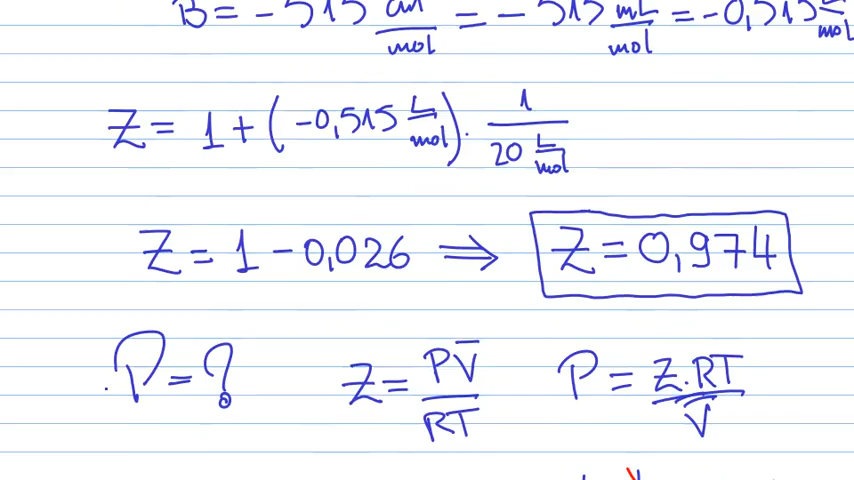 B = -515 / mol = -515 mL/mol = -0,515 / mol
Z = 1 + (-0,515 L/mol) · 1 / 20 L/mol
Z = 1 - 0,026 ⇒ Z = 0,974
P = ? Z = PV̄ / RT P = Z.RT / V̄